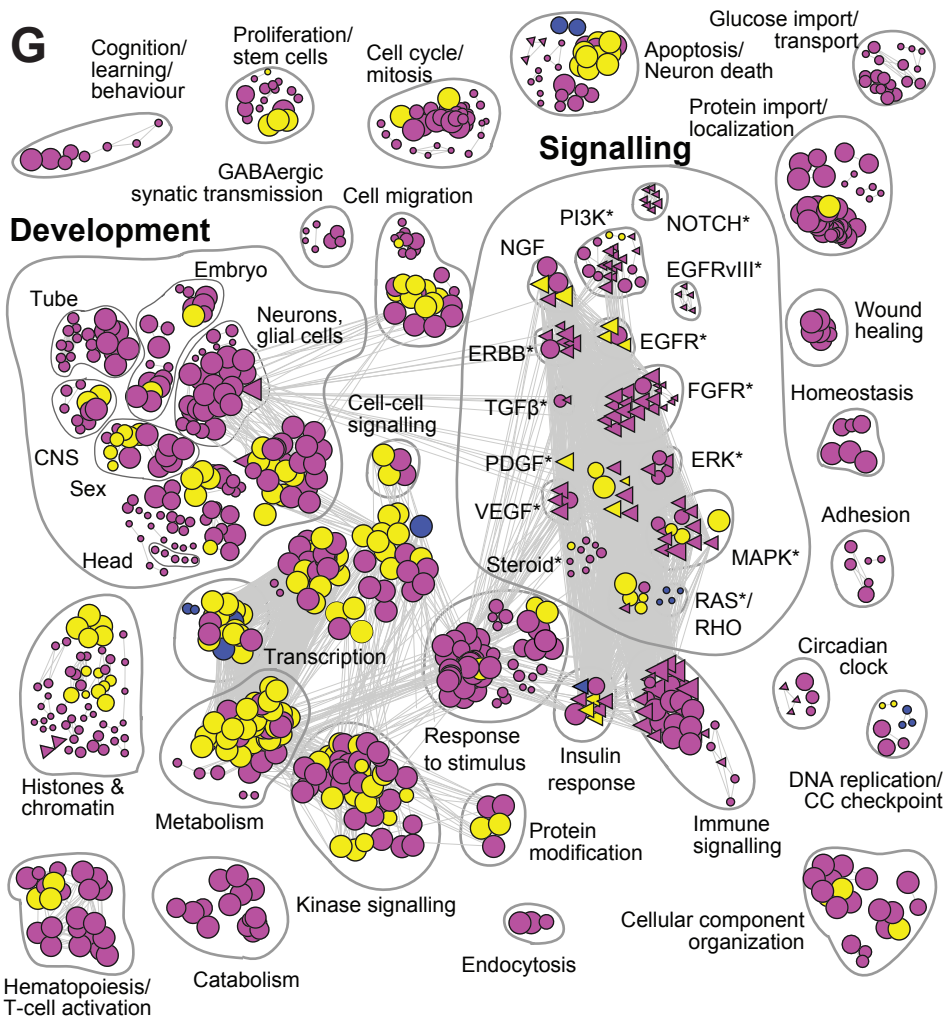 G
Cognition/
learning/
behaviour
Proliferation/
stem cells
Cell cycle/
mitosis
Apoptosis/
Neuron death
Glucose import/
transport
Protein import/
localization
GABAergic
synatic transmission
Cell migration
Signalling
Development
Embryo
Tube
Neurons,
glial cells
CNS
Sex
Head
Cell-cell
signalling
PI3K*
NOTCH*
NGF
EGFRvIII*
ERBB*
EGFR*
TGFβ*
FGFR*
PDGF*
ERK*
VEGF*
MAPK*
Steroid*
RAS*/
RHO
Wound
healing
Homeostasis
Adhesion
Circadian
clock
DNA replication/
CC checkpoint
Transcription
Histones &
chromatin
Metabolism
Response
to stimulus
Insulin
response
Immune
signalling
Protein
modification
Kinase signalling
Hematopoiesis/
T-cell activation
Catabolism
Endocytosis
Cellular component
organization